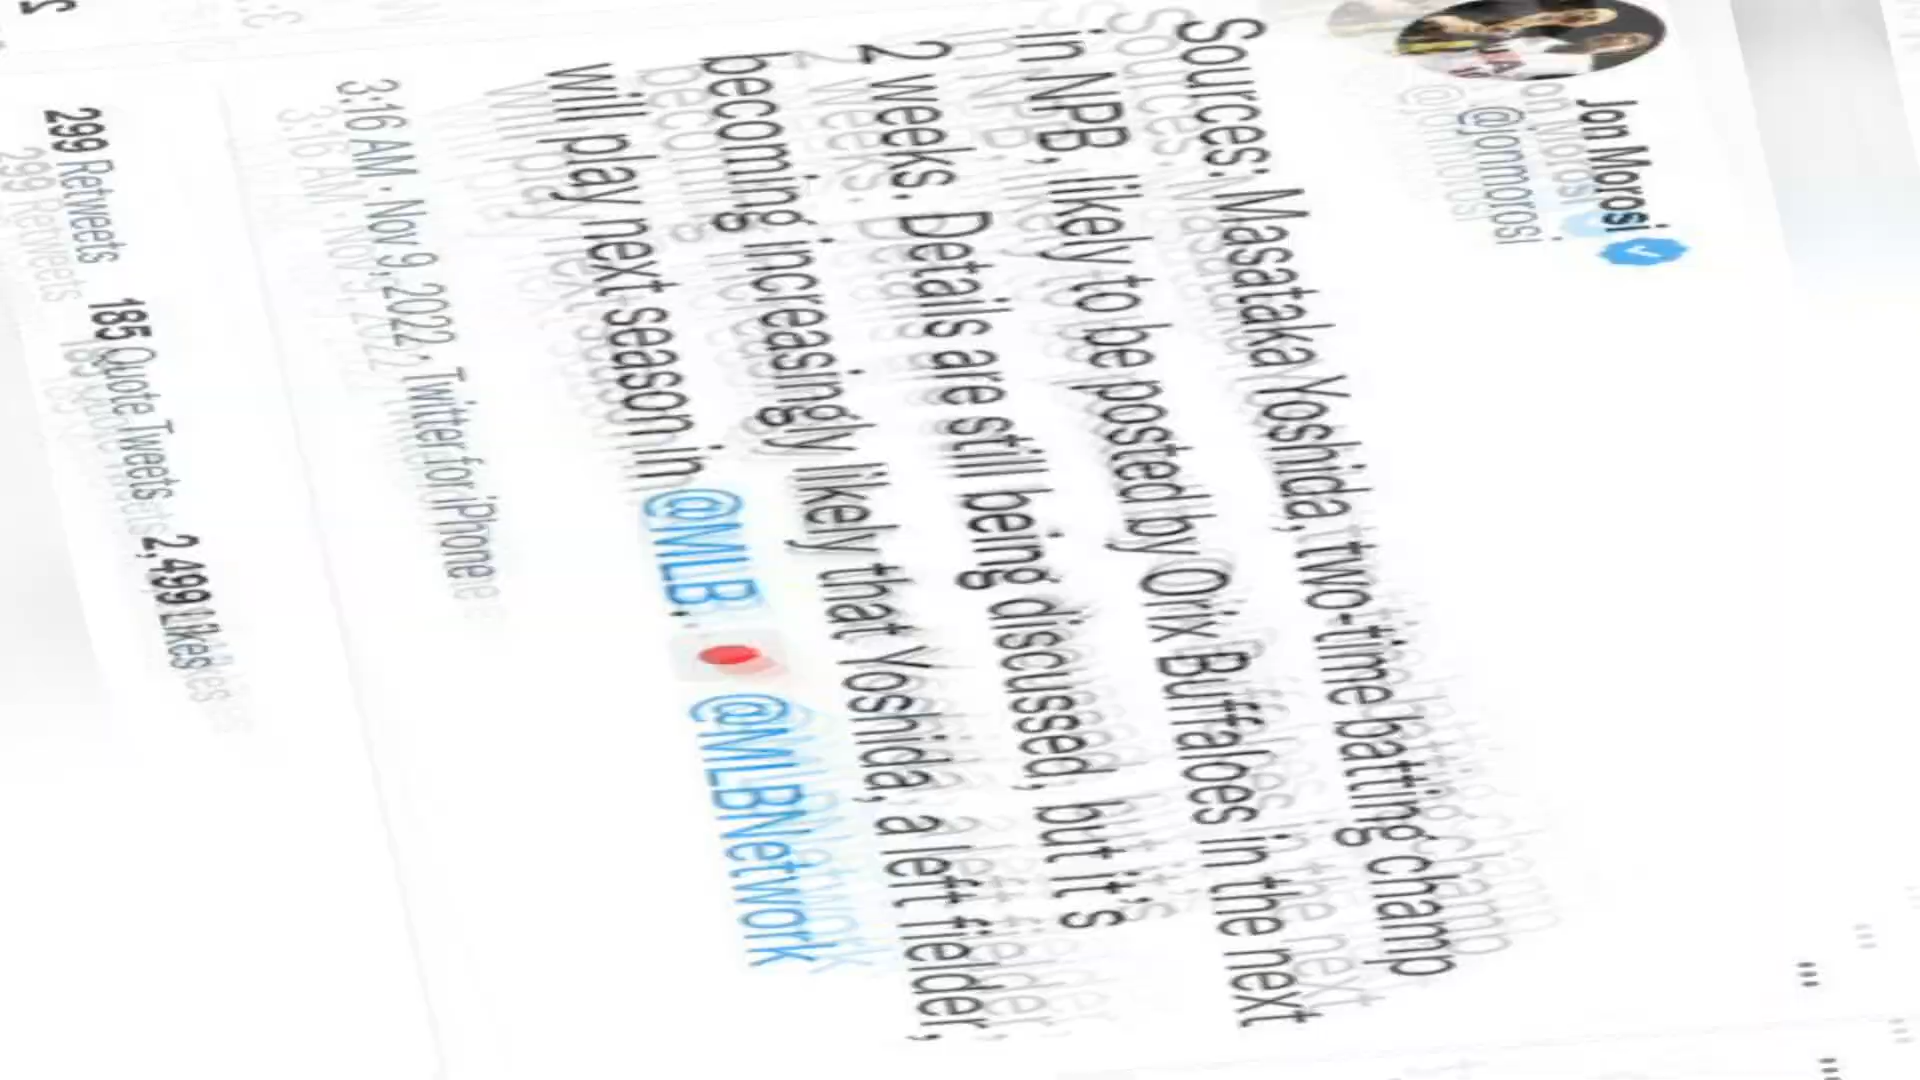 Jon Morosi
@jonmorosi
Sources: Masataka Yoshida, two-time batting champ
in NPB, likely to be posted by Orix Buffaloes in the next
2 weeks. Details are still being discussed, but it’s
becoming increasingly likely that Yoshida, a left fielder,
will play next season in @MLB. @MLBNetwork
3:16 AM · Nov 9, 2022 · Twitter for iPhone
299 Retweets 185 Quote Tweets 2,499 Likes